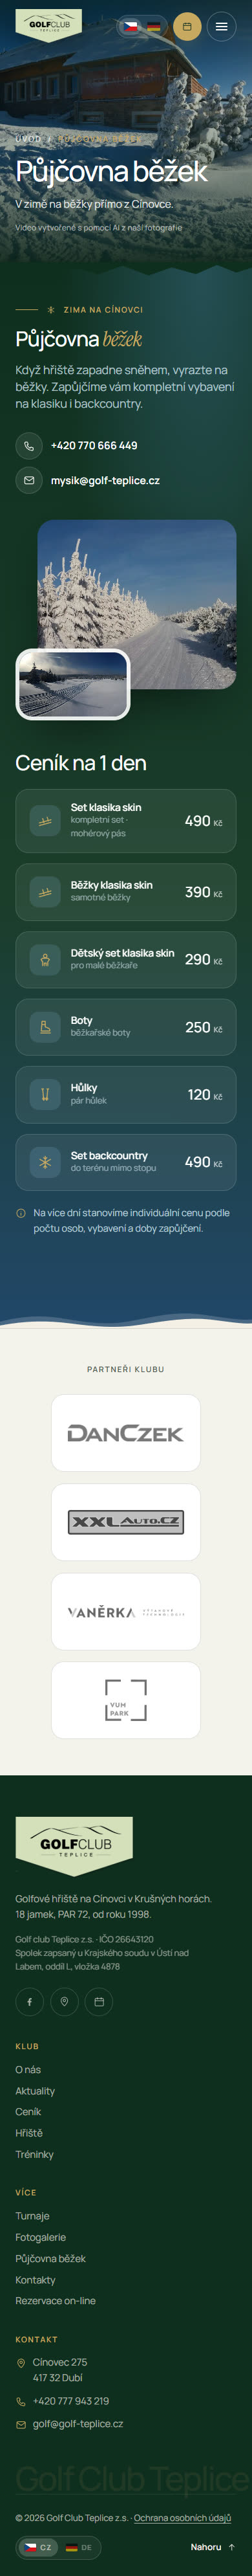 GOLFCLUB
TEPLICE
ÚVOD
PŮJČOVNA BĚŽEK
Půjčovna běžek
V zimě na běžky přímo z Cínovce.
Video vytvořené s pomocí AI z naší fotografie
ZIMA NA CÍNOVCI
Půjčovna běžek
Když hřiště zapadne sněhem, vyrazte na
běžky. Zapůjčíme vám kompletní vybavení
na klasiku i backcountry.
+420 770 666 449
mysik@golf-teplice.cz
Ceník na 1 den
Set klasika skin
kompletní set ·
mohérový pás
490 Kč
Běžky klasika skin
samotné běžky
390 Kč
Dětský set klasika skin
pro malé běžkaře
290 Kč
Boty
běžkařské boty
250 Kč
Hůlky
pár hůlek
120 Kč
Set backcountry
do terénu mimo stopu
490 Kč
Na více dní stanovíme individuální cenu podle
počtu osob, vybavení a doby zapůjčení.
PARTNEŘI KLUBU
DANCZEK
XXLAUTO.CZ
VANĚRKA
VUM
PARK
GOLFCLUB
TEPLICE
Golfové hřiště na Cínovci v Krušných horách.
18 jamek, PAR 72, od roku 1998.
Golf club Teplice z.s. · IČO 26643120
Spolek zapsaný u Krajského soudu v Ústí nad
Labem, oddíl L, vložka 4878
KLUB
O nás
Aktuality
Ceník
Hřiště
Tréninky
VÍCE
Turnaje
Fotogalerie
Půjčovna běžek
Kontakty
Rezervace on-line
KONTAKT
Cínovec 275
417 32 Dubí
+420 777 943 219
golf@golf-teplice.cz
Golf Club Teplice
© 2026 Golf Club Teplice z.s. · Ochrana osobních údajů
CZ
DE
Nahoru ↑